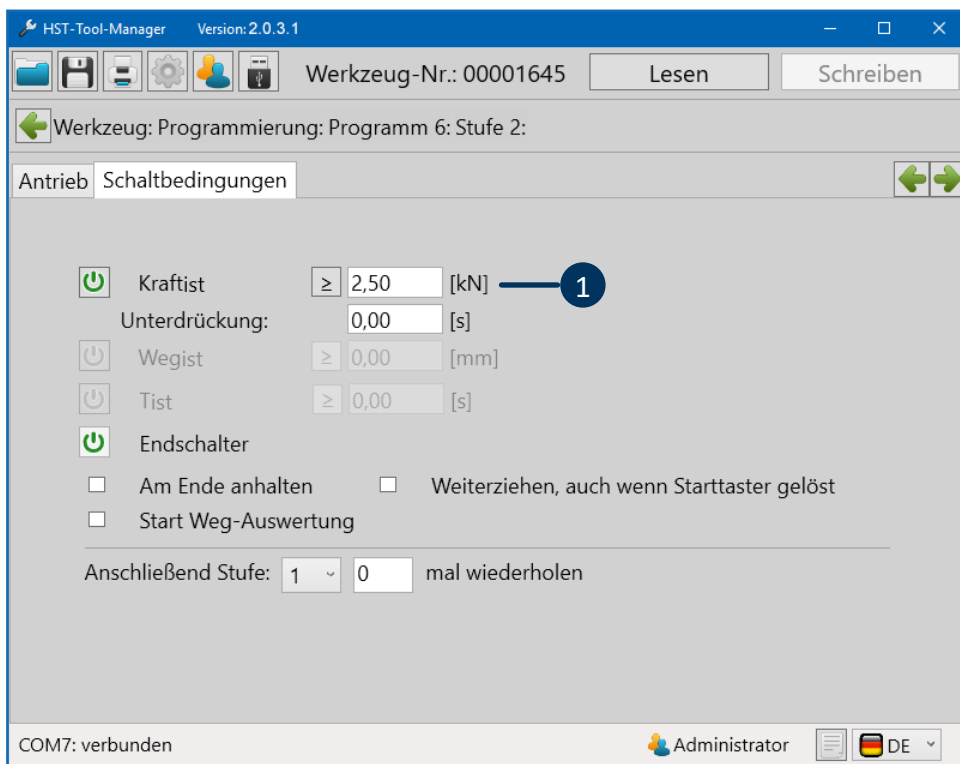 HST-Tool-Manager Version: 2.0.3.1
Werkzeug-Nr.: 00001645 Lesen Schreiben
Werkzeug: Programmierung: Programm 6: Stufe 2:
Antrieb Schaltbedingungen
Kraftist ≥ 2,50 [kN] 1
Unterdrückung: 0,00 [s]
Wegist ≥ 0,00 [mm]
Tist ≥ 0,00 [s]
Endschalter
Am Ende anhalten Weiterziehen, auch wenn Starttaster gelöst
Start Weg-Auswertung
Anschließend Stufe: 1 0 mal wiederholen
COM7: verbunden Administrator DE